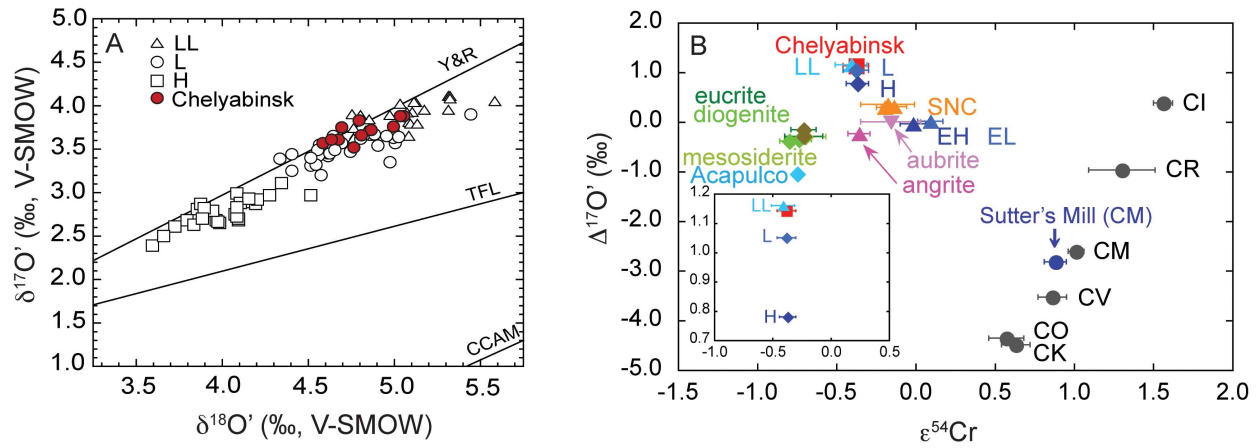 A
LL
L
H
Chelyabinsk
Y&R
TFL
CCAM
5.0
4.5
4.0
3.5
3.0
2.5
2.0
1.5
1.0
δ¹⁷O’ (‰, V-SMOW)
3.5 4.0 4.5 5.0 5.5
δ¹⁸O’ (‰, V-SMOW)
B
Chelyabinsk
LL L
H
eucrite
diogenite
SNC
EH EL
mesosiderite
aubrite
Acapulco
angrite
CI
CR
Sutter’s Mill (CM)
CM
CV
CO
CK
2.0
1.0
0.0
-1.0
-2.0
-3.0
-4.0
-5.0
Δ¹⁷O’ (‰)
1.2
1.1
1.0
0.9
0.8
0.7
LL
L
H
-1.0 -0.5 0.0 0.5
-1.5 -1.0 -0.5 0.0 0.5 1.0 1.5 2.0
ε⁵⁴Cr